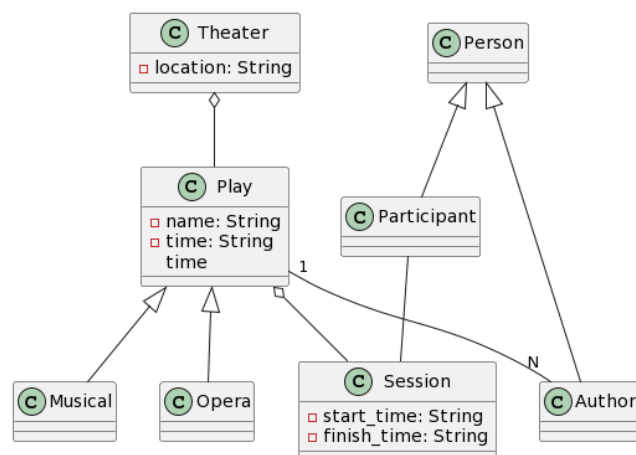 C Theater
location: String
C Person
C Play
name: String
time: String
time
C Participant
1
N
C Musical
C Opera
C Session
start_time: String
finish_time: String
C Author